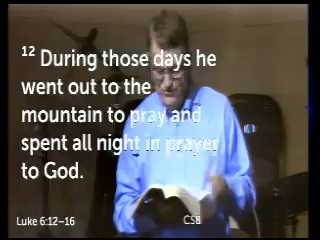 12 During those days he
went out to the
mountain to pray and
spent all night in prayer
to God.
Luke 6:12–16
CSB